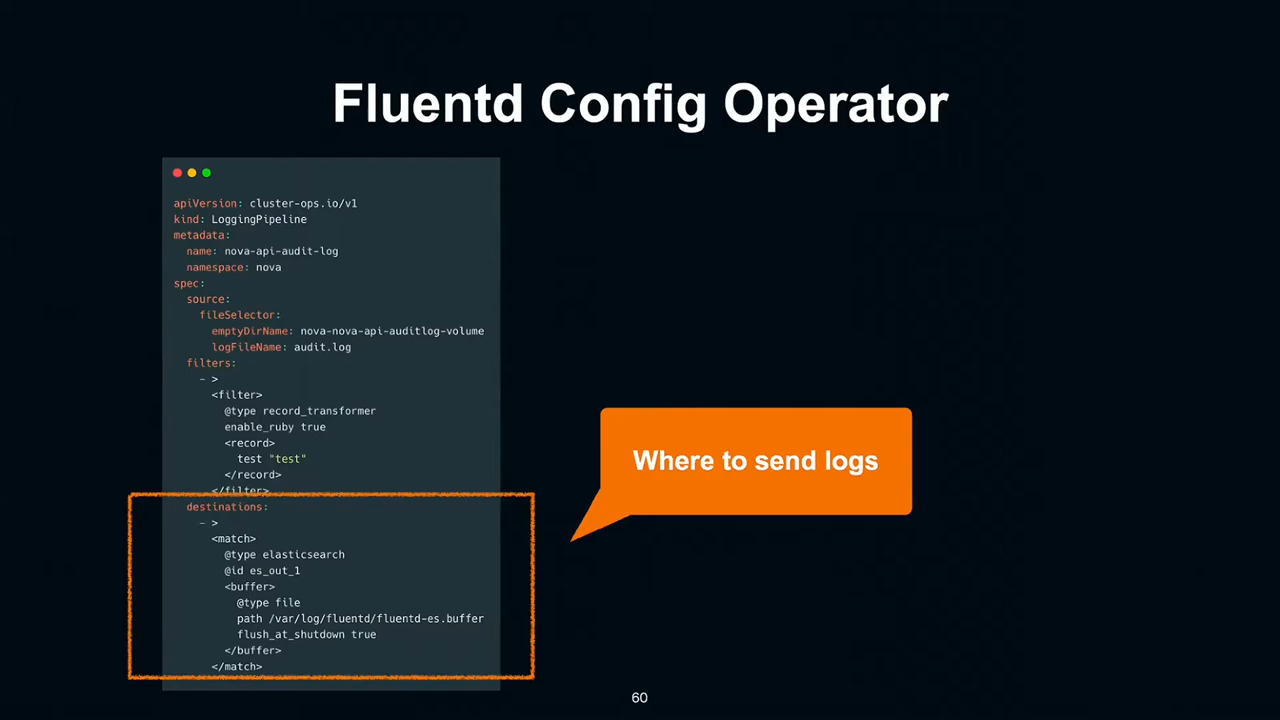 Fluentd Config Operator
apiVersion: cluster-ops.io/v1
kind: LoggingPipeline
metadata:
  name: nova-api-audit-log
  namespace: nova
spec:
  source:
    fileSelector:
      emptyDirName: nova-nova-api-auditlog-volume
      logFileName: audit.log
  filters:
    - >
      <filter>
        @type record_transformer
        enable_ruby true
        <record>
          test "test"
        </record>
      </filter>
  destinations:
    - >
      <match>
        @type elasticsearch
        @id es_out_1
        <buffer>
          @type file
          path /var/log/fluentd/fluentd-es.buffer
          flush_at_shutdown true
        </buffer>
      </match>
Where to send logs
60